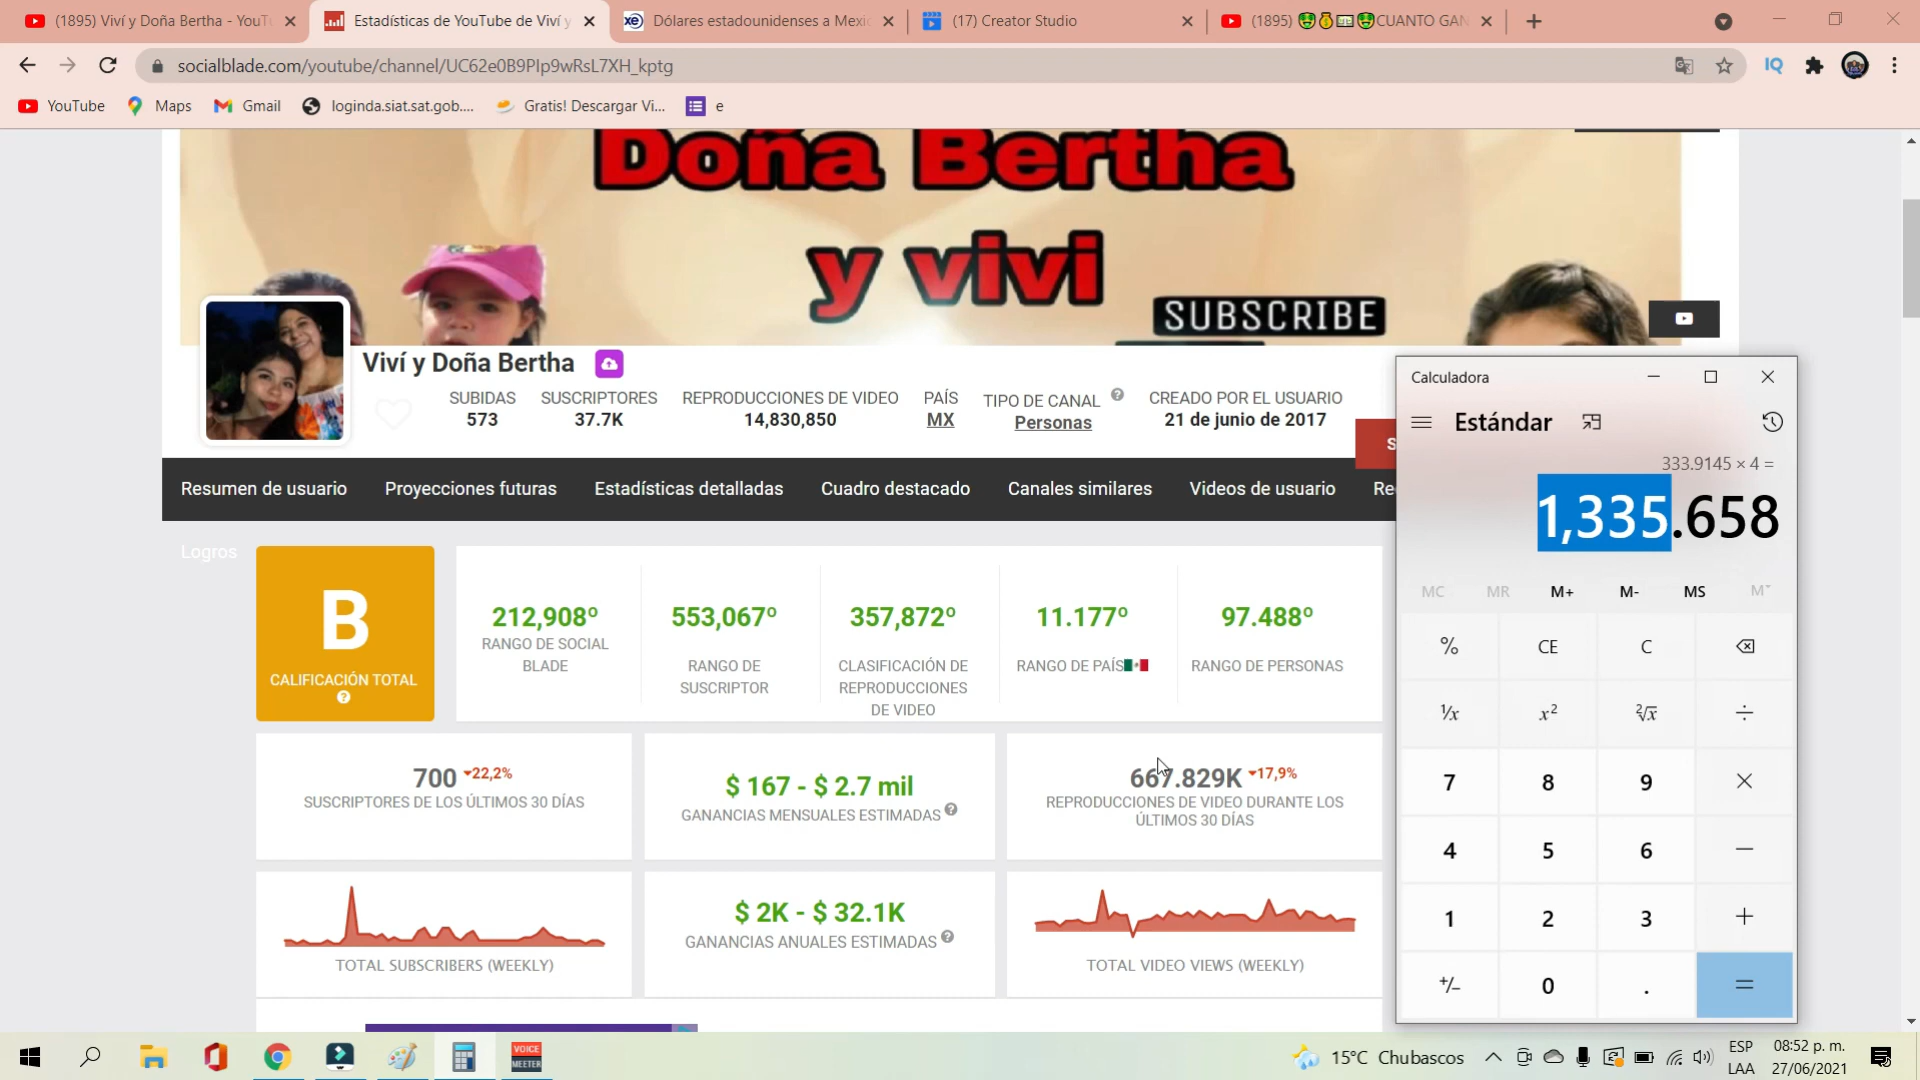 (1895) Viví y Doña Bertha - YouT
Estadísticas de YouTube de Viví y
Dólares estadounidenses a Mexic
(17) Creator Studio
(1895) 🤑💰💵🤑CUANTO GAN
socialblade.com/youtube/channel/UC62e0B9PIp9wRsL7XH_kptg
IQ
YouTube
Maps
Gmail
loginda.siat.sat.gob....
Gratis! Descargar Vi...
e
Doña Bertha
y vivi
SUBSCRIBE
Viví y Doña Bertha
SUBIDAS
573
SUSCRIPTORES
37.7K
REPRODUCCIONES DE VIDEO
14,830,850
PAÍS
MX
TIPO DE CANAL
Personas
CREADO POR EL USUARIO
21 de junio de 2017
S
Resumen de usuario
Proyecciones futuras
Estadísticas detalladas
Cuadro destacado
Canales similares
Videos de usuario
Re
Logros
B
CALIFICACIÓN TOTAL
212,908º
RANGO DE SOCIAL
BLADE
553,067º
RANGO DE
SUSCRIPTOR
357,872º
CLASIFICACIÓN DE
REPRODUCCIONES
DE VIDEO
11.177º
RANGO DE PAÍS
97.488º
RANGO DE PERSONAS
700 22,2%
SUSCRIPTORES DE LOS ÚLTIMOS 30 DÍAS
$ 167 - $ 2.7 mil
GANANCIAS MENSUALES ESTIMADAS
667.829K 17,9%
REPRODUCCIONES DE VIDEO DURANTE LOS
ÚLTIMOS 30 DÍAS
TOTAL SUBSCRIBERS (WEEKLY)
$ 2K - $ 32.1K
GANANCIAS ANUALES ESTIMADAS
TOTAL VIDEO VIEWS (WEEKLY)
Calculadora
Estándar
333.9145 × 4 =
1,335.658
MC MR M+ M- MS M˅
% CE C
¹/x x² ²√x ÷
7 8 9 ×
4 5 6 −
1 2 3 +
+/− 0 . =
VOICE
MEETER
15°C Chubascos
ESP
LAA
08:52 p. m.
27/06/2021